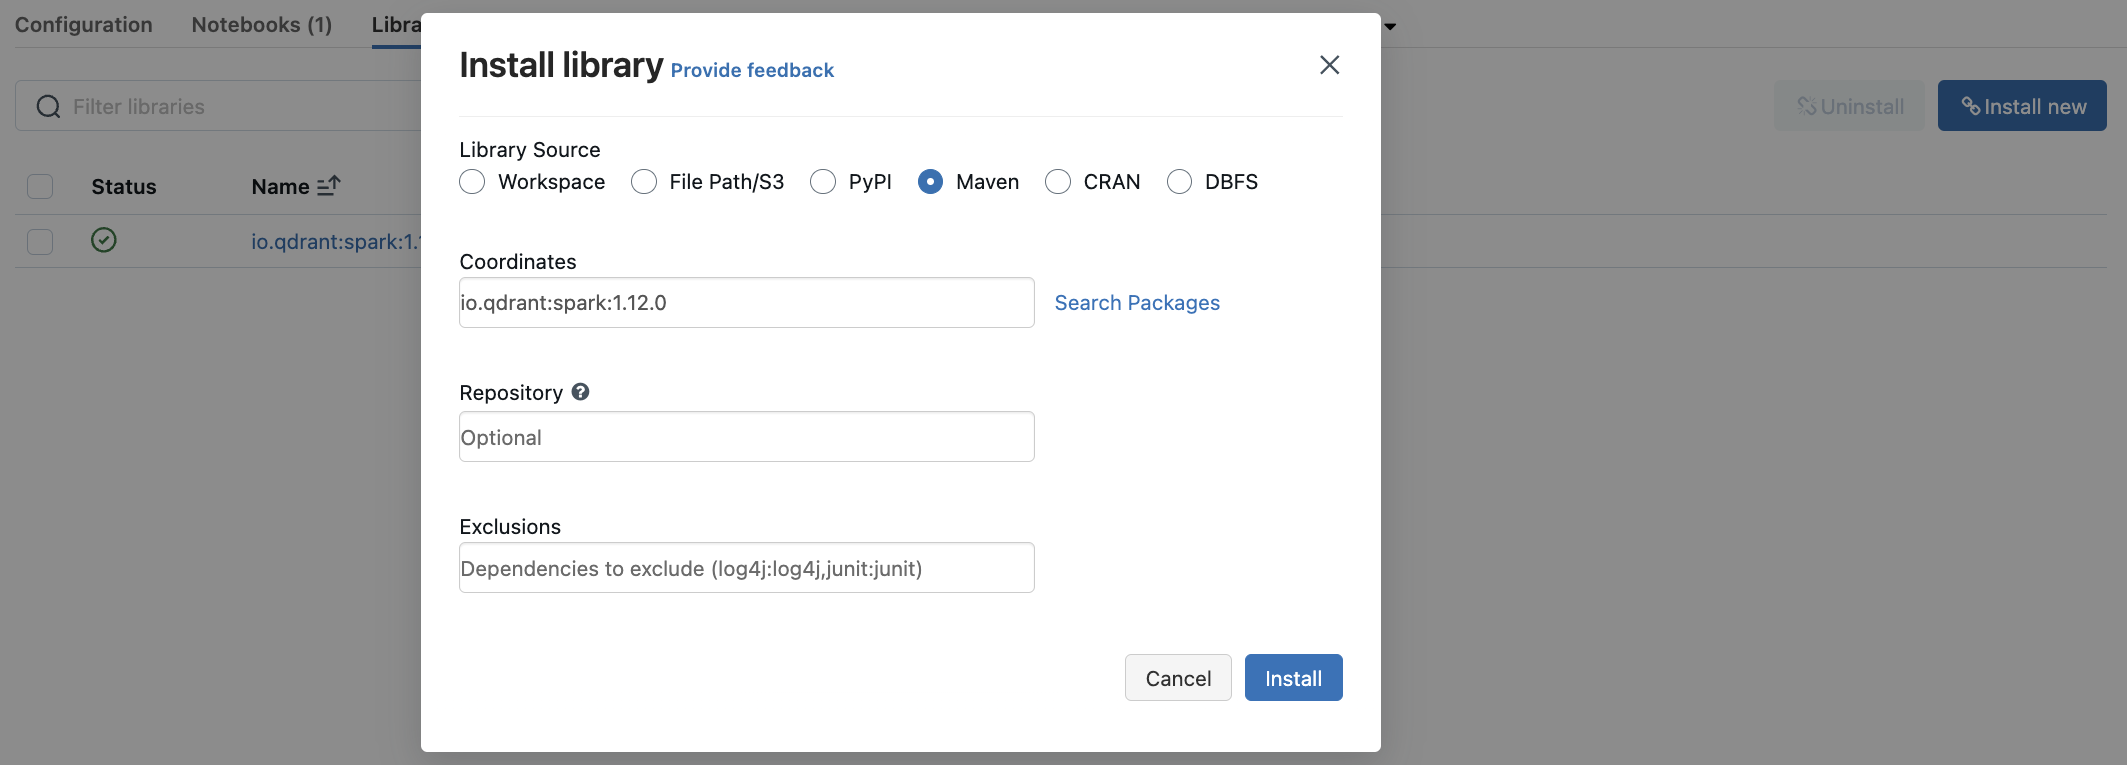 Configuration Notebooks (1) Libra
Install library Provide feedback
Filter libraries
Uninstall Install new
Library Source
Workspace File Path/S3 PyPI Maven CRAN DBFS
Status Name
io.qdrant:spark:1.1
Coordinates
io.qdrant:spark:1.12.0 Search Packages
Repository
Optional
Exclusions
Dependencies to exclude (log4j:log4j,junit:junit)
Cancel Install